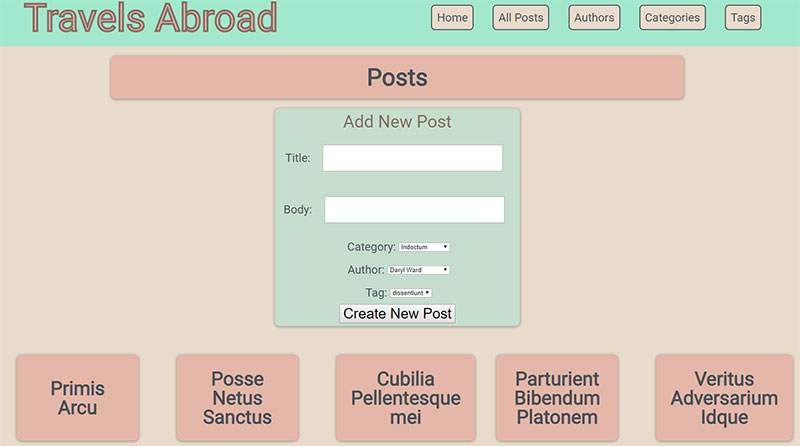 Travels Abroad
Home
All Posts
Authors
Categories
Tags
Posts
Add New Post
Title:
Body:
Category: Indoctum
Author: Daryl Ward
Tag: dissentiunt
Create New Post
Primis
Arcu
Posse
Netus
Sanctus
Cubilia
Pellentesque
mei
Parturient
Bibendum
Platonem
Veritus
Adversarium
Idque